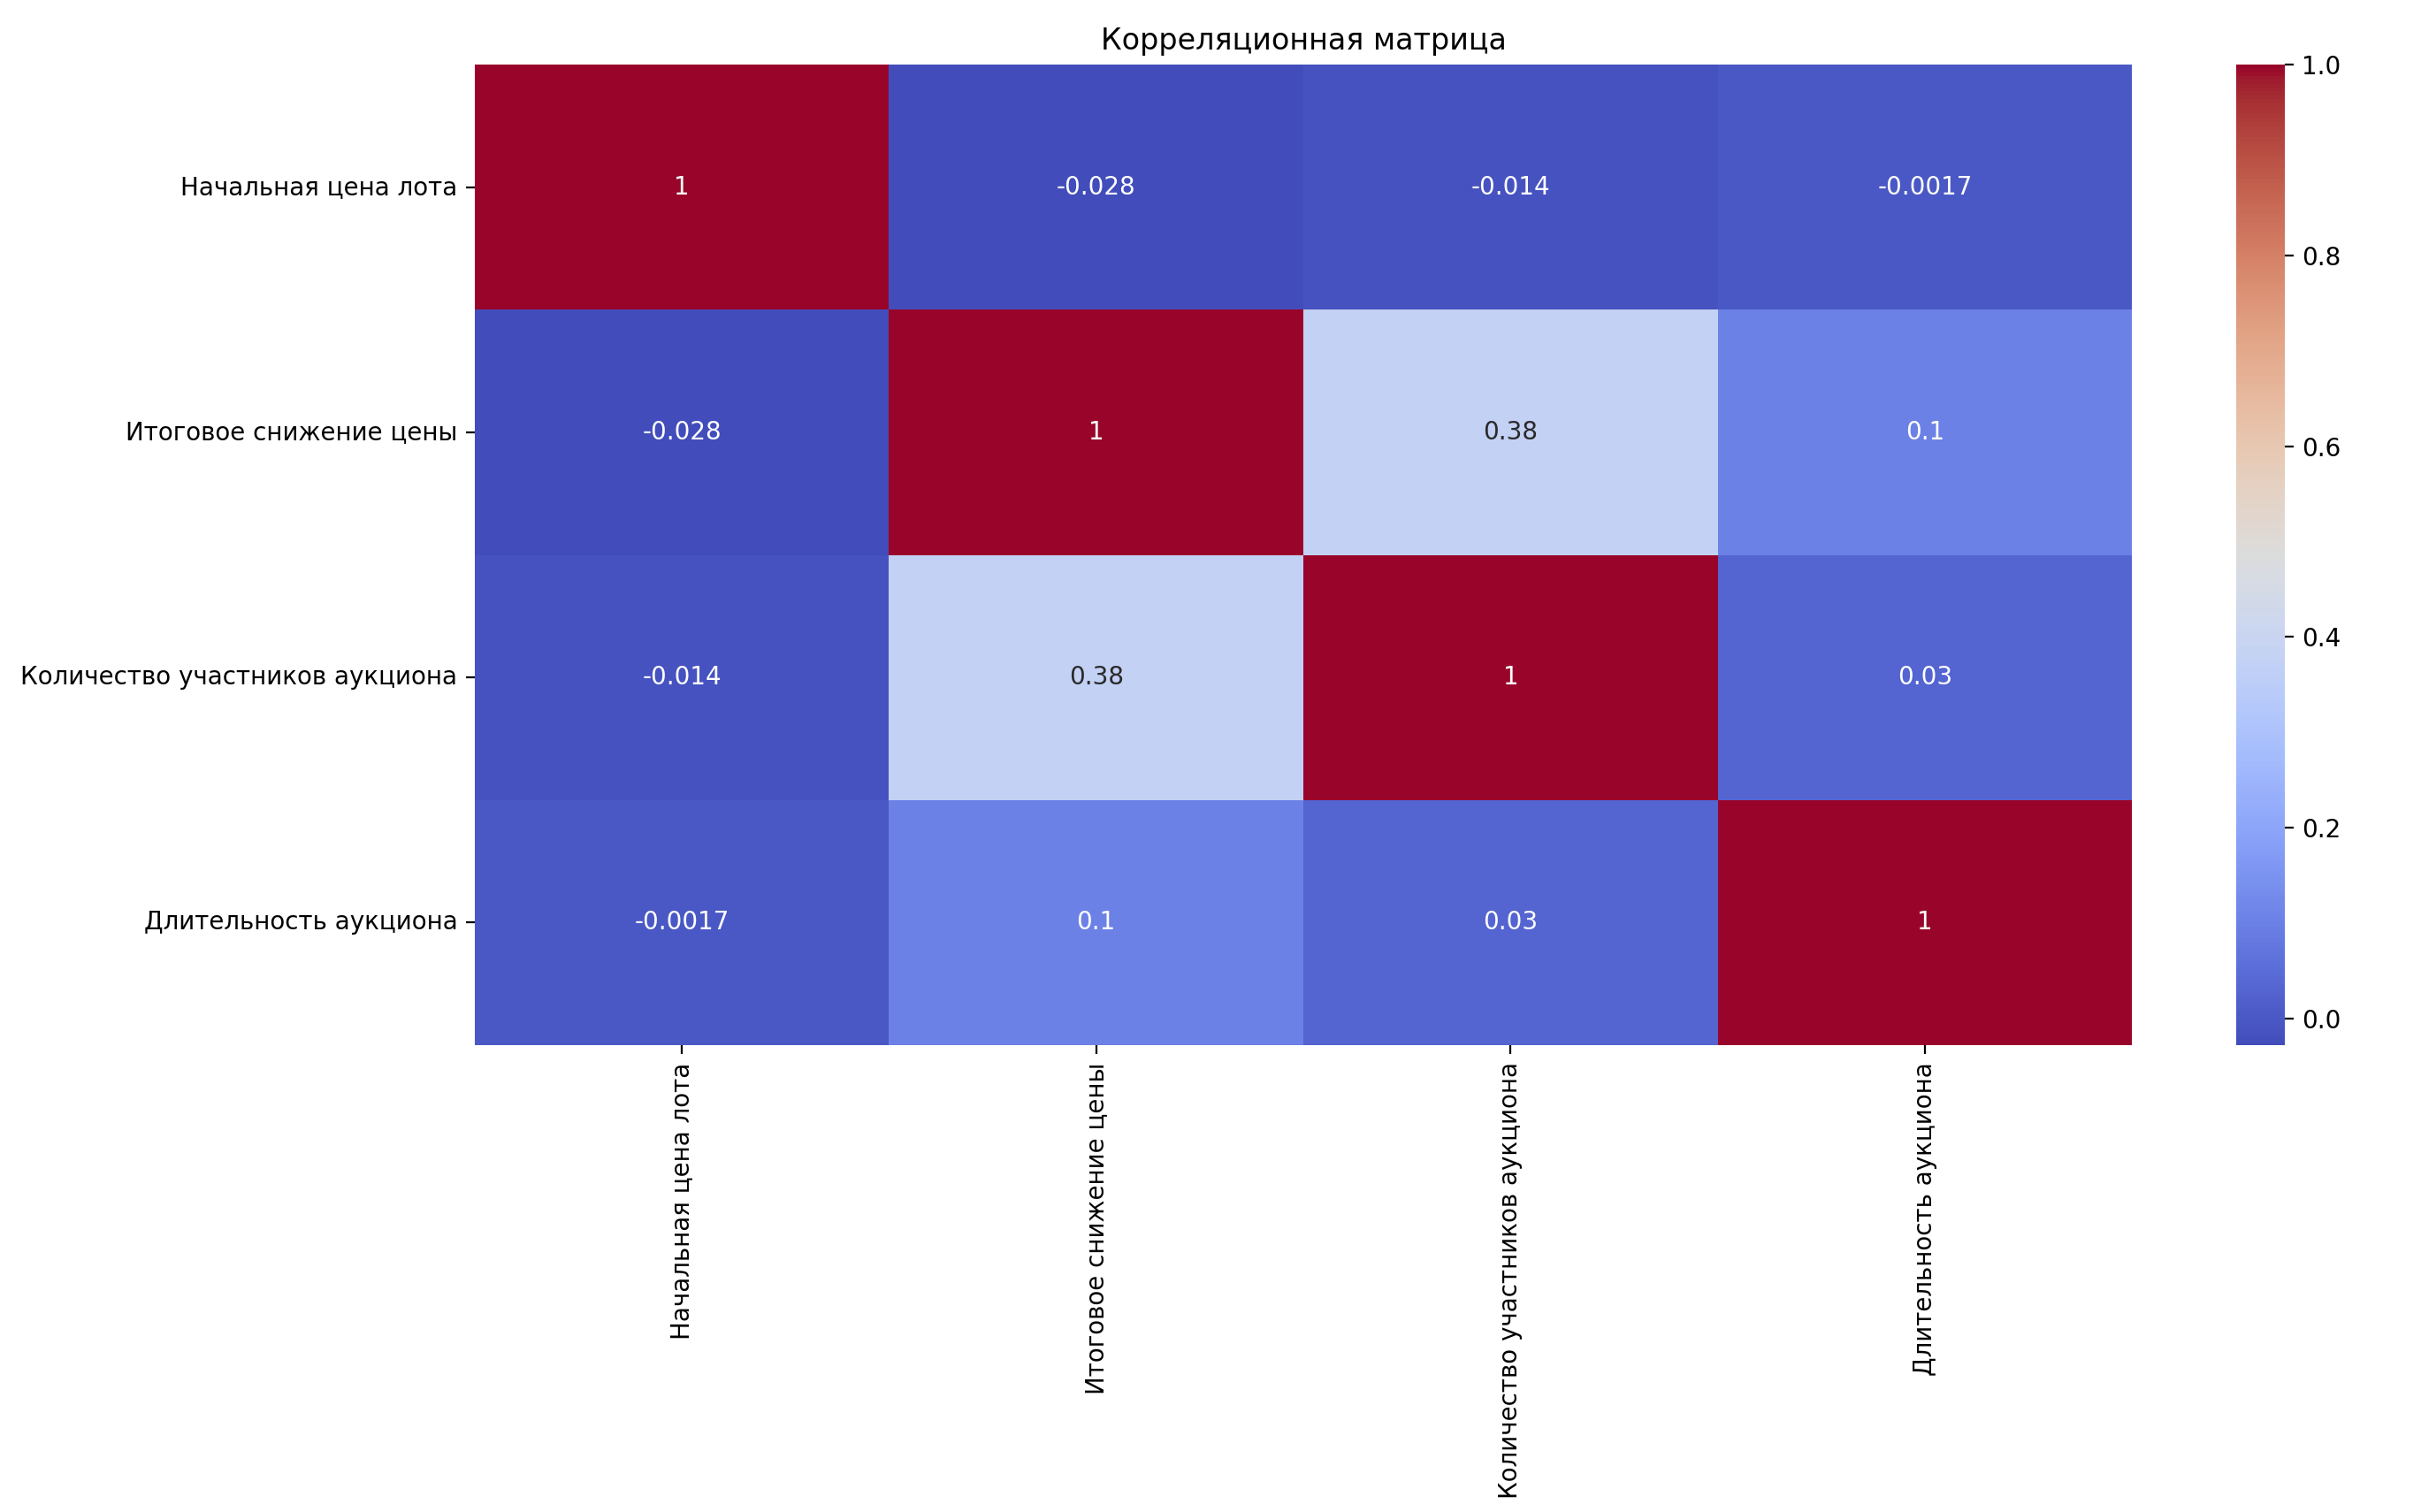 Корреляционная матрица
Начальная цена лота
1
-0.028
-0.014
-0.0017
Итоговое снижение цены
-0.028
1
0.38
0.1
Количество участников аукциона
-0.014
0.38
1
0.03
Длительность аукциона
-0.0017
0.1
0.03
1
Начальная цена лота
Итоговое снижение цены
Количество участников аукциона
Длительность аукциона
1.0
0.8
0.6
0.4
0.2
0.0